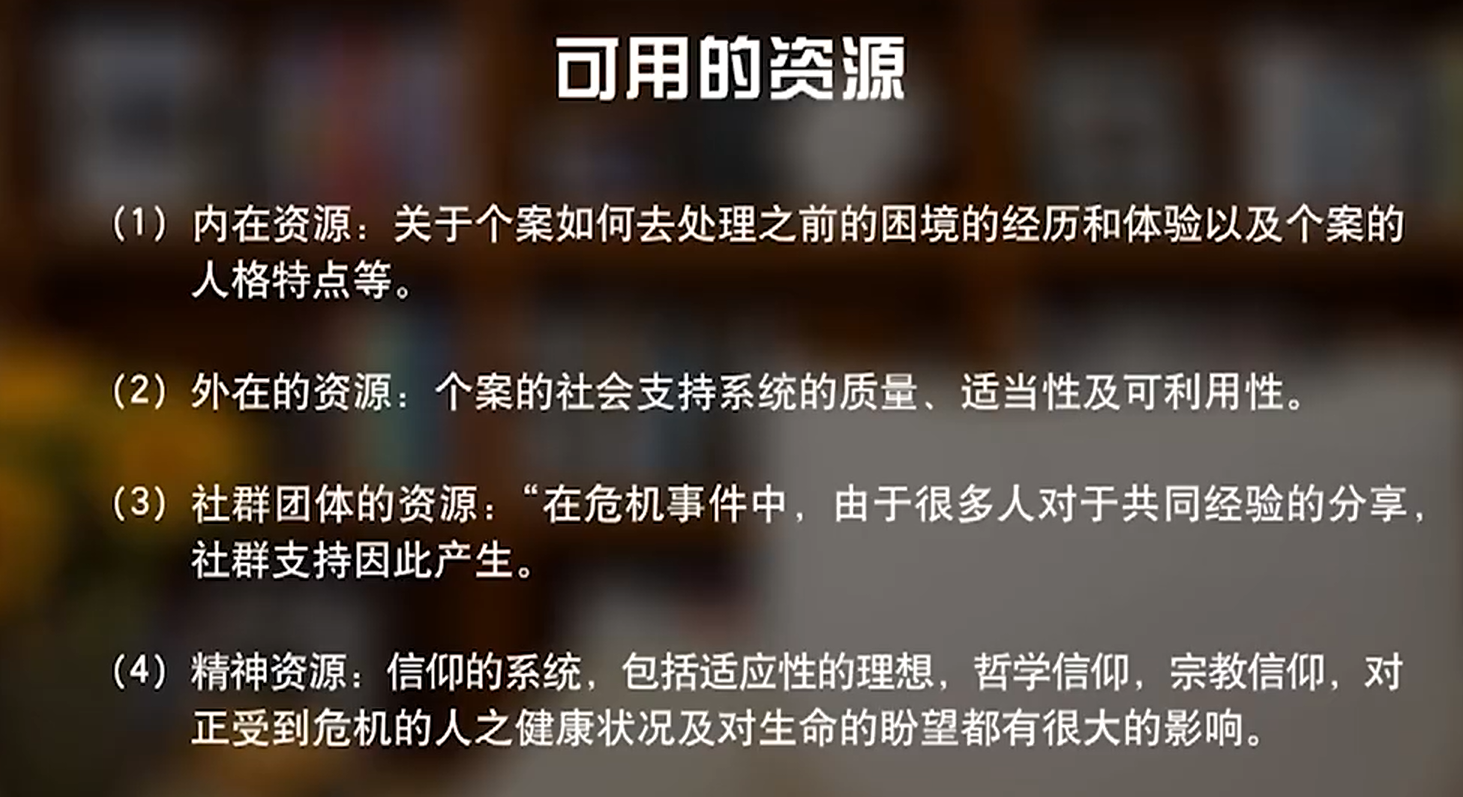 可用的资源
（1）内在资源：关于个案如何去处理之前的困境的经历和体验以及个案的
人格特点等。
（2）外在的资源：个案的社会支持系统的质量、适当性及可利用性。
（3）社群团体的资源：“在危机事件中，由于很多人对于共同经验的分享，
社群支持因此产生。
（4）精神资源：信仰的系统，包括适应性的理想，哲学信仰，宗教信仰，对
正受到危机的人之健康状况及对生命的盼望都有很大的影响。